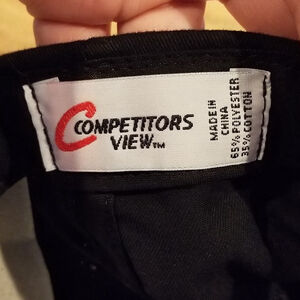 COMPETITORS
VIEW™
MADE IN
CHINA
65% POLYESTER
35% COTTON